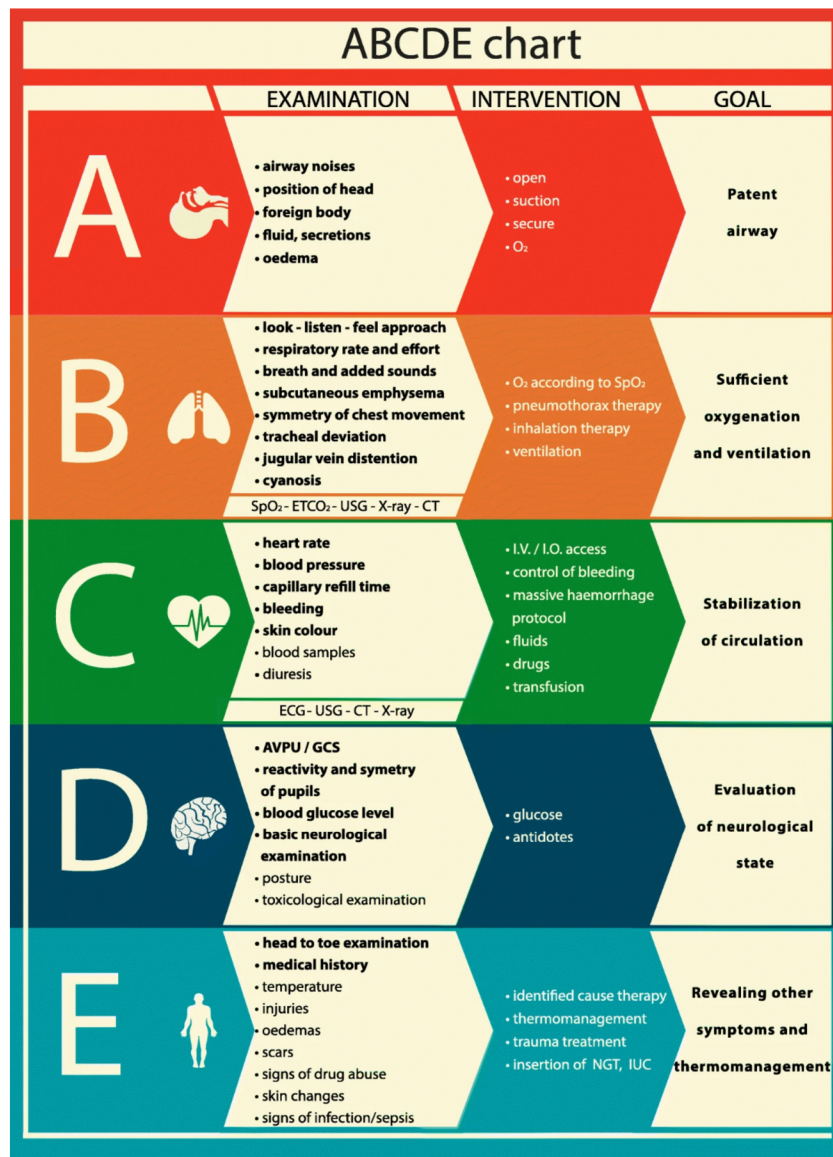 ABCDE chart
EXAMINATION
INTERVENTION
GOAL
A
• airway noises
• position of head
• foreign body
• fluid, secretions
• oedema
• open
• suction
• secure
• O₂
Patent
airway
B
• look - listen - feel approach
• respiratory rate and effort
• breath and added sounds
• subcutaneous emphysema
• symmetry of chest movement
• tracheal deviation
• jugular vein distention
• cyanosis
SpO₂ - ETCO₂ - USG - X-ray - CT
• O₂ according to SpO₂
• pneumothorax therapy
• inhalation therapy
• ventilation
Sufficient
oxygenation
and ventilation
C
• heart rate
• blood pressure
• capillary refill time
• bleeding
• skin colour
• blood samples
• diuresis
ECG - USG - CT - X-ray
• I.V. / I.O. access
• control of bleeding
• massive haemorrhage
protocol
• fluids
• drugs
• transfusion
Stabilization
of circulation
D
• AVPU / GCS
• reactivity and symetry
of pupils
• blood glucose level
• basic neurological
examination
• posture
• toxicological examination
• glucose
• antidotes
Evaluation
of neurological
state
E
• head to toe examination
• medical history
• temperature
• injuries
• oedemas
• scars
• signs of drug abuse
• skin changes
• signs of infection/sepsis
• identified cause therapy
• thermomanagement
• trauma treatment
• insertion of NGT, IUC
Revealing other
symptoms and
thermomanagement